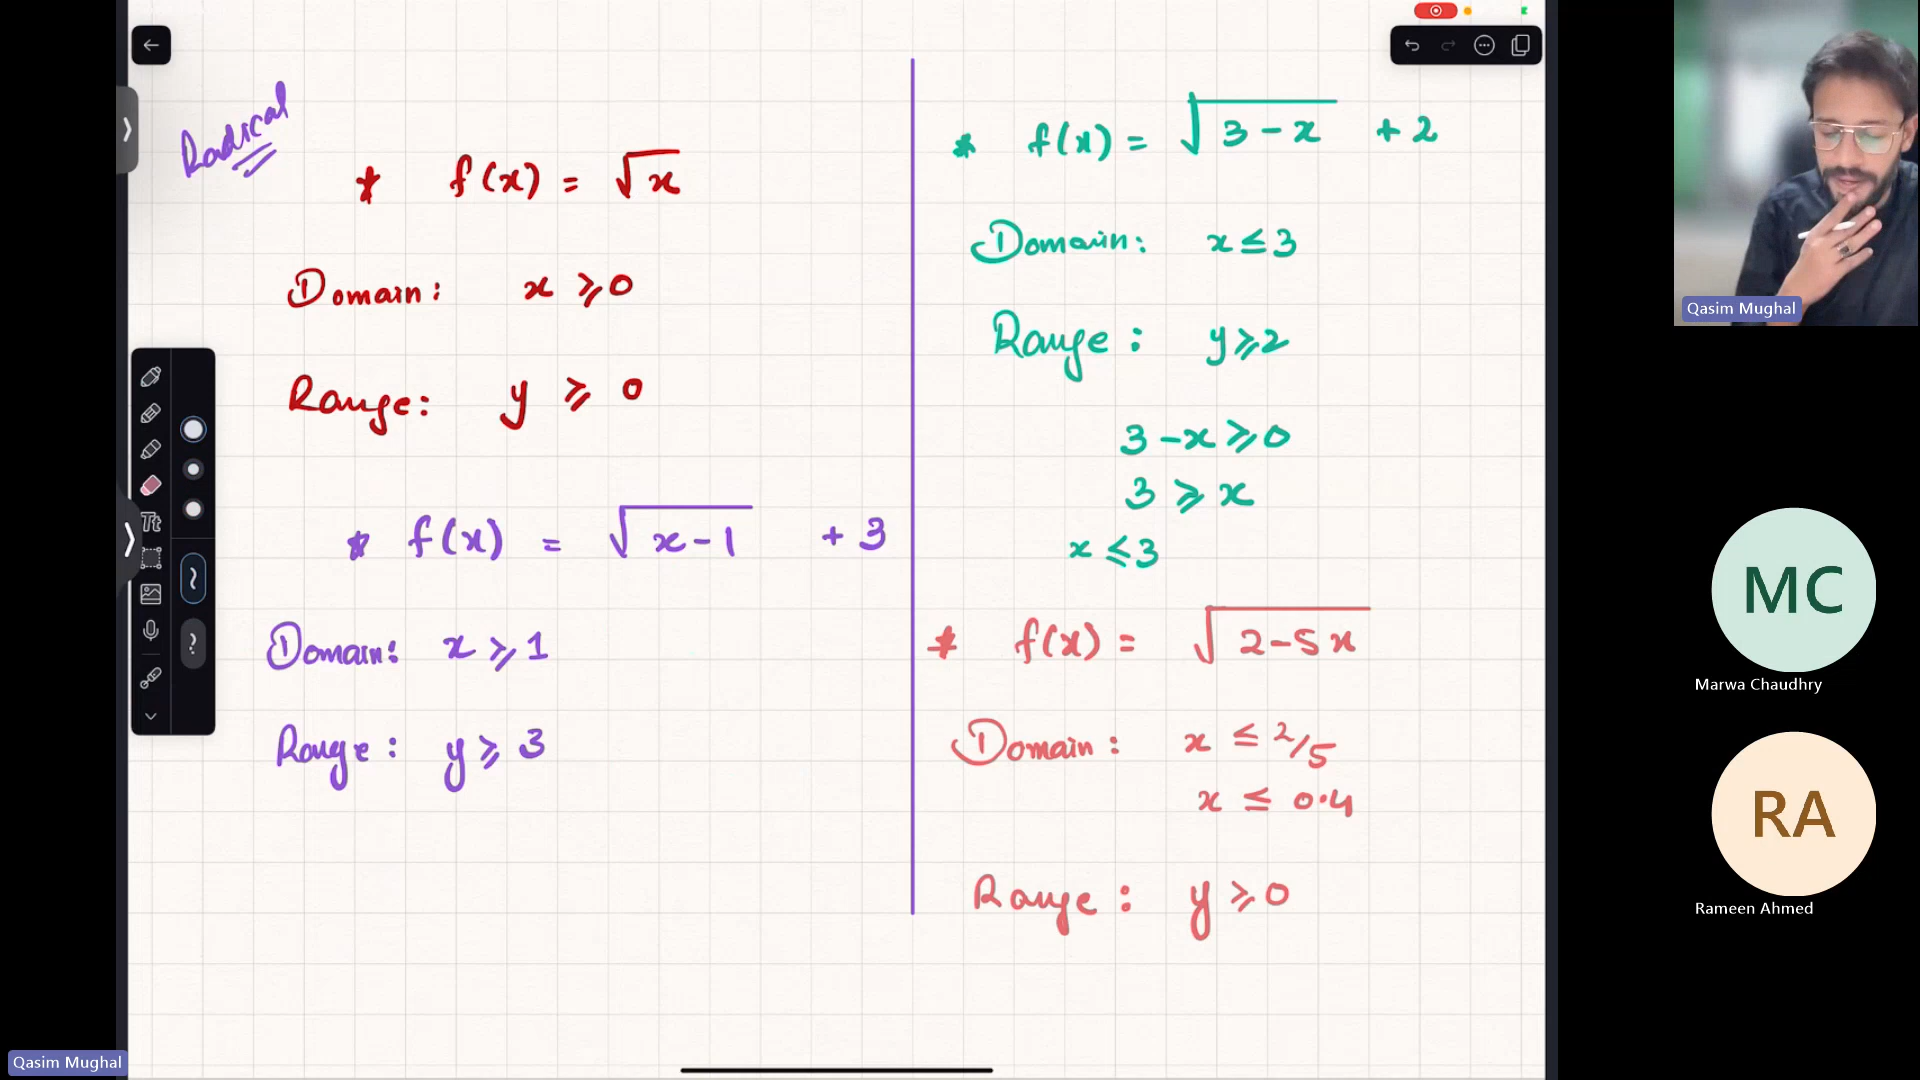 Radical
* f(x) = √x
Domain: x ⩾ 0
Range: y ⩾ 0
* f(x) = √(x-1) + 3
Domain: x ⩾ 1
Range: y ⩾ 3
* f(x) = √(3-x) + 2
Domain: x ≤ 3
Range: y ⩾ 2
3 - x ⩾ 0
3 ⩾ x
x ⩽ 3
* f(x) = √(2-5x)
Domain: x ≤ 2/5
x ≤ 0.4
Range: y ⩾ 0
Tt
?
Qasim Mughal
MC
Marwa Chaudhry
RA
Rameen Ahmed
Qasim Mughal